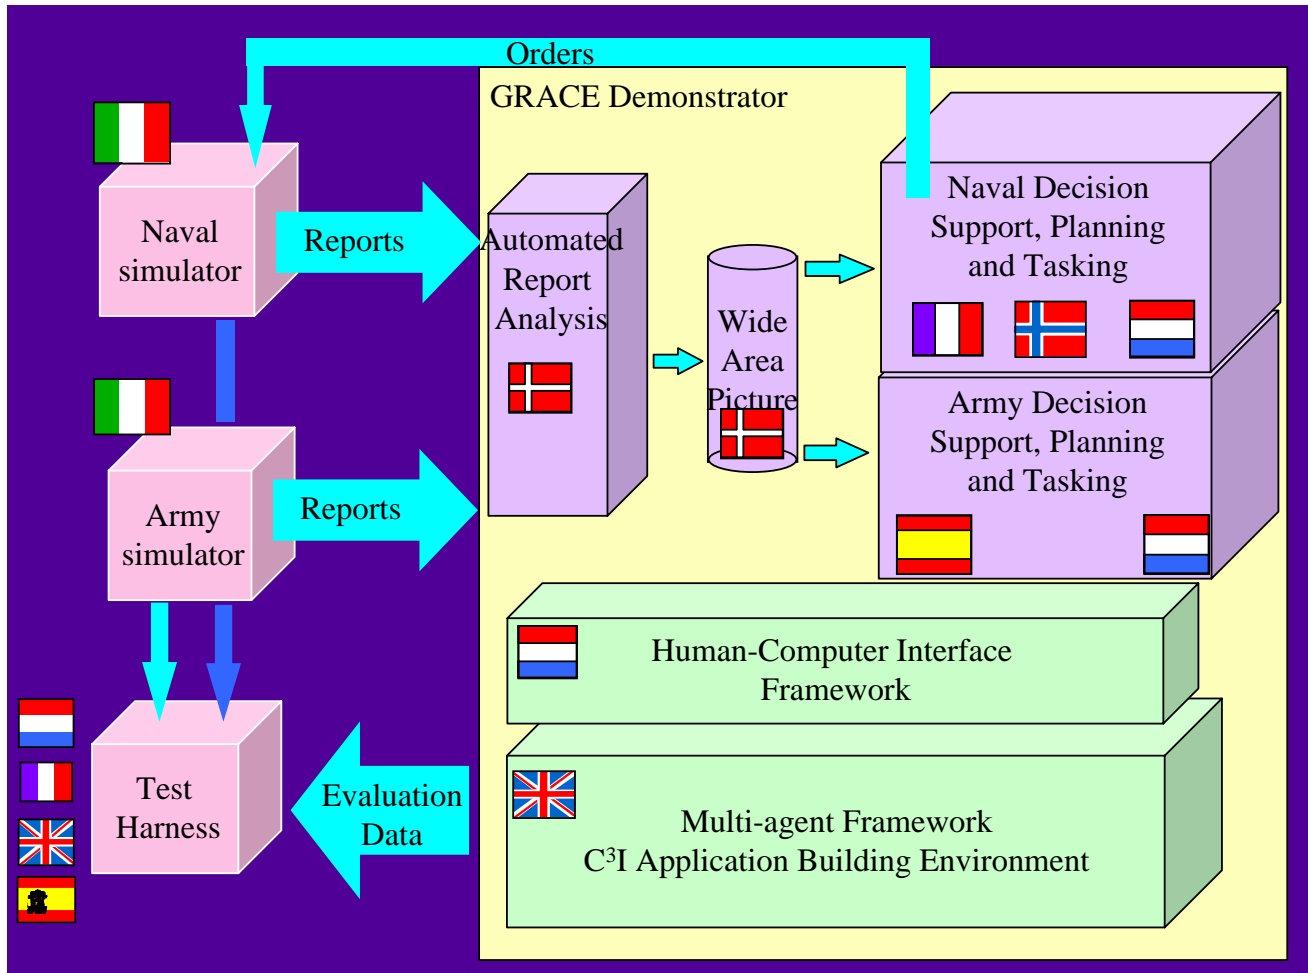 Orders
GRACE Demonstrator
Naval
simulator
Reports
Automated
Report
Analysis
Wide
Area
Picture
Naval Decision
Support, Planning
and Tasking
Army Decision
Support, Planning
and Tasking
Army
simulator
Reports
Human-Computer Interface
Framework
Test
Harness
Evaluation
Data
Multi-agent Framework
C³I Application Building Environment